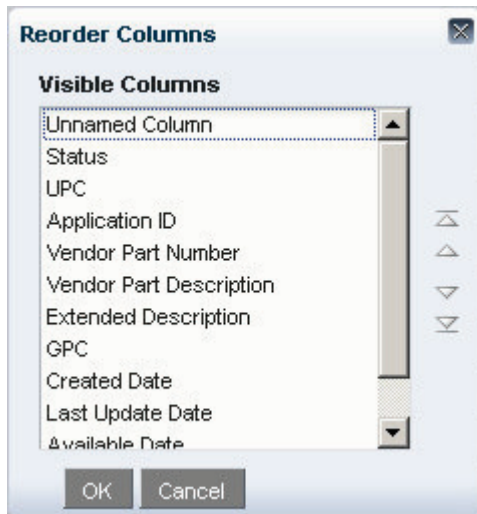 Reorder Columns
Visible Columns
Unnamed Column
Status
UPC
Application ID
Vendor Part Number
Vendor Part Description
Extended Description
GPC
Created Date
Last Update Date
Available Date
OK Cancel